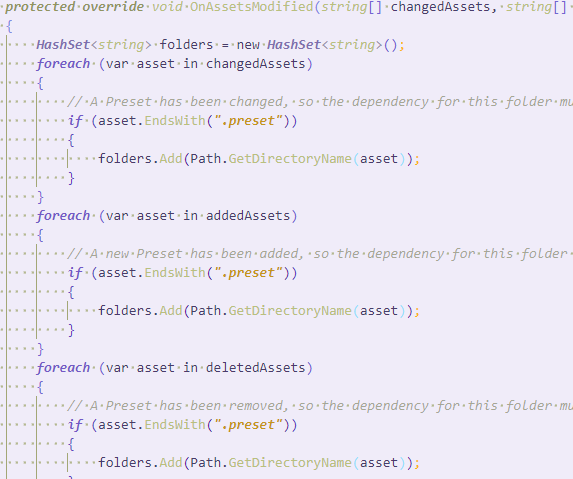 protected override void OnAssetsModified(string[] changedAssets, string[]
{
HashSet<string> folders = new HashSet<string>();
foreach (var asset in changedAssets)
{
// A Preset has been changed, so the dependency for this folder mu
if (asset.EndsWith(".preset"))
{
folders.Add(Path.GetDirectoryName(asset));
}
}
foreach (var asset in addedAssets)
{
// A new Preset has been added, so the dependency for this folder
if (asset.EndsWith(".preset"))
{
folders.Add(Path.GetDirectoryName(asset));
}
}
foreach (var asset in deletedAssets)
{
// A Preset has been removed, so the dependency for this folder mu
if (asset.EndsWith(".preset"))
{
folders.Add(Path.GetDirectoryName(asset));
}